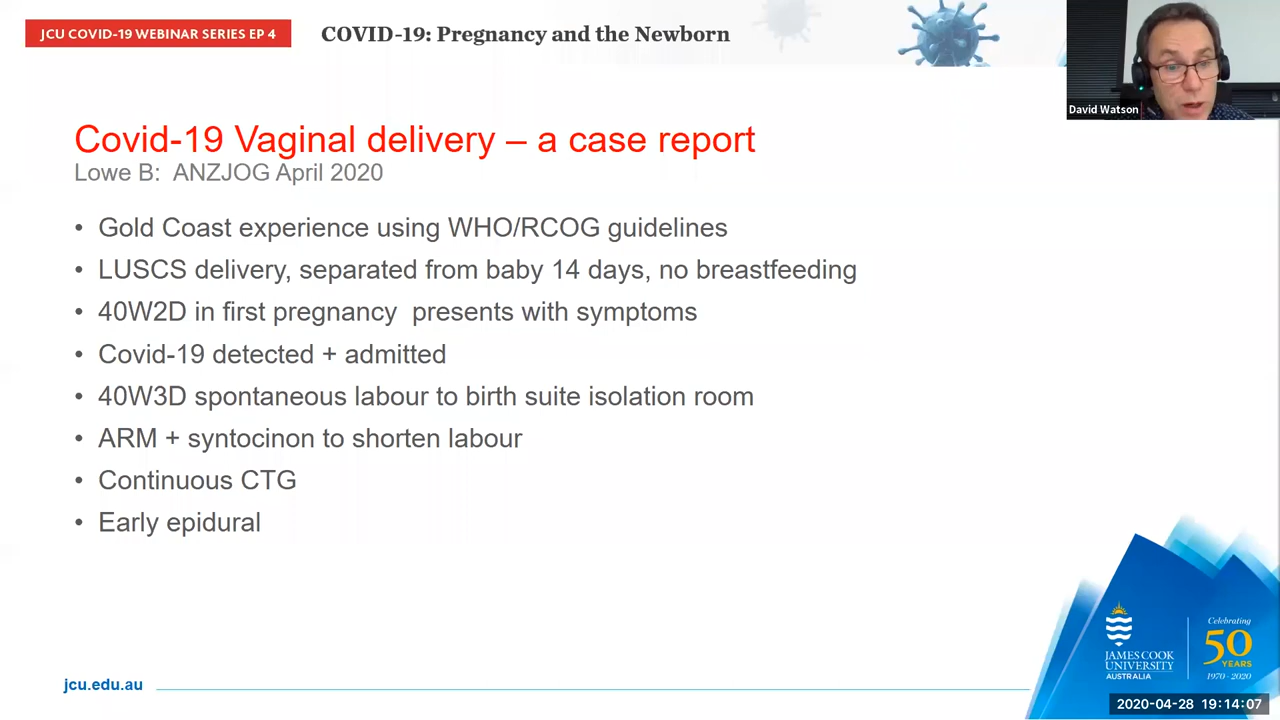 JCU COVID-19 WEBINAR SERIES EP 4
COVID-19: Pregnancy and the Newborn
David Watson
Covid-19 Vaginal delivery – a case report
Lowe B: ANZJOG April 2020
• Gold Coast experience using WHO/RCOG guidelines
• LUSCS delivery, separated from baby 14 days, no breastfeeding
• 40W2D in first pregnancy presents with symptoms
• Covid-19 detected + admitted
• 40W3D spontaneous labour to birth suite isolation room
• ARM + syntocinon to shorten labour
• Continuous CTG
• Early epidural
JAMES COOK
UNIVERSITY
AUSTRALIA
Celebrating
50
YEARS
1970 - 2020
jcu.edu.au
2020-04-28 19:14:07